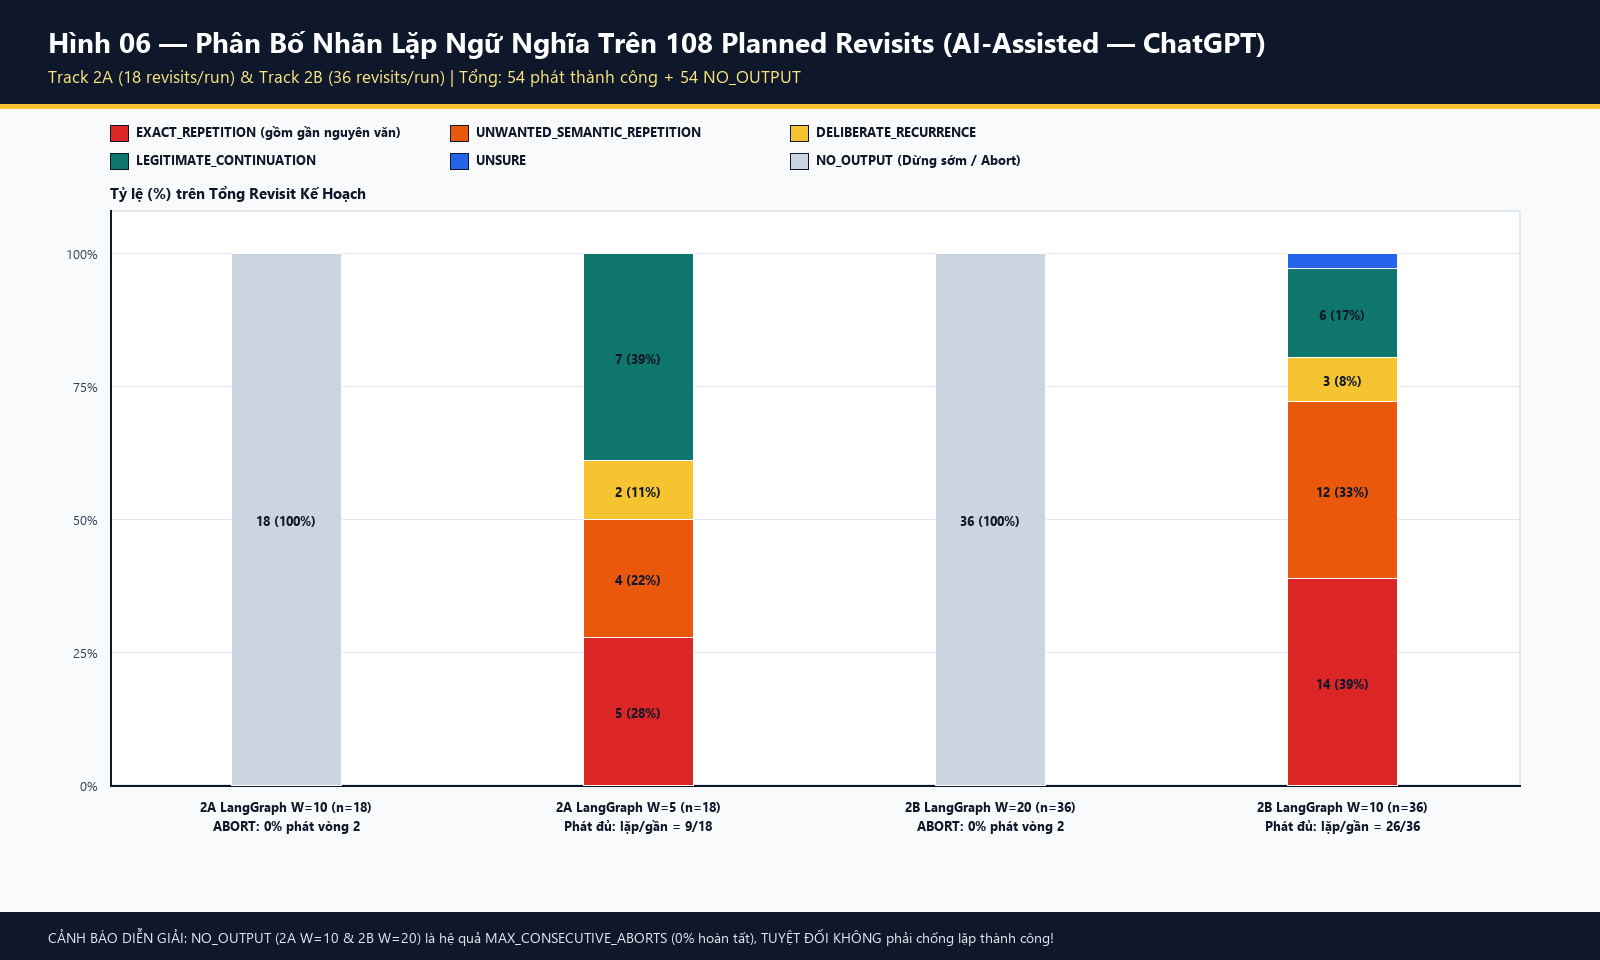 Hình 06 — Phân Bố Nhãn Lặp Ngữ Nghĩa Trên 108 Planned Revisits (AI-Assisted — ChatGPT)
Track 2A (18 revisits/run) & Track 2B (36 revisits/run) | Tổng: 54 phát thành công + 54 NO_OUTPUT
EXACT_REPETITION (gồm gần nguyên văn)
UNWANTED_SEMANTIC_REPETITION
DELIBERATE_RECURRENCE
LEGITIMATE_CONTINUATION
UNSURE
NO_OUTPUT (Dừng sớm / Abort)
Tỷ lệ (%) trên Tổng Revisit Kế Hoạch
100%
75%
50%
25%
0%
18 (100%)
7 (39%)
2 (11%)
4 (22%)
5 (28%)
36 (100%)
6 (17%)
3 (8%)
12 (33%)
14 (39%)
2A LangGraph W=10 (n=18)
ABORT: 0% phát vòng 2
2A LangGraph W=5 (n=18)
Phát đủ: lặp/gần = 9/18
2B LangGraph W=20 (n=36)
ABORT: 0% phát vòng 2
2B LangGraph W=10 (n=36)
Phát đủ: lặp/gần = 26/36
CẢNH BÁO DIỄN GIẢI: NO_OUTPUT (2A W=10 & 2B W=20) là hệ quả MAX_CONSECUTIVE_ABORTS (0% hoàn tất), TUYỆT ĐỐI KHÔNG phải chống lặp thành công!